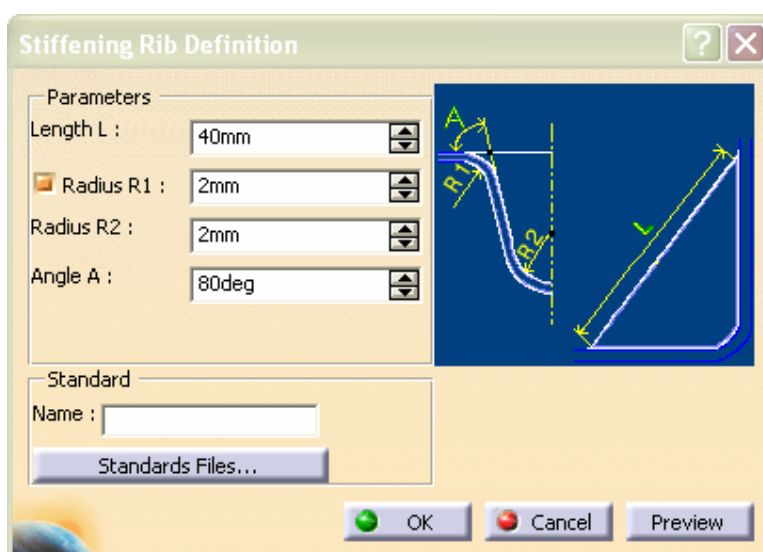 Stiffening Rib Definition
?
Parameters
Length L :
40mm
Radius R1 :
2mm
Radius R2 :
2mm
Angle A :
80deg
A
R1
R2
L
Standard
Name :
Standards Files...
OK
Cancel
Preview